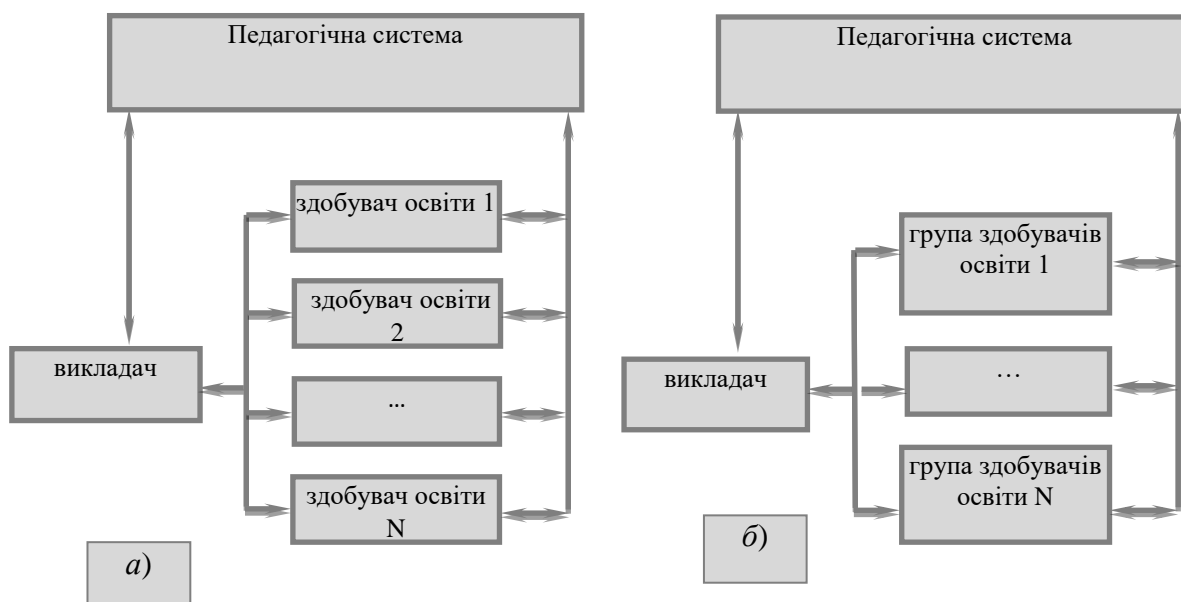 Педагогічна система
здобувач освіти 1
здобувач освіти
2
викладач
...
здобувач освіти
N
а)
Педагогічна система
група здобувачів
освіти 1
викладач
…
група здобувачів
освіти N
б)